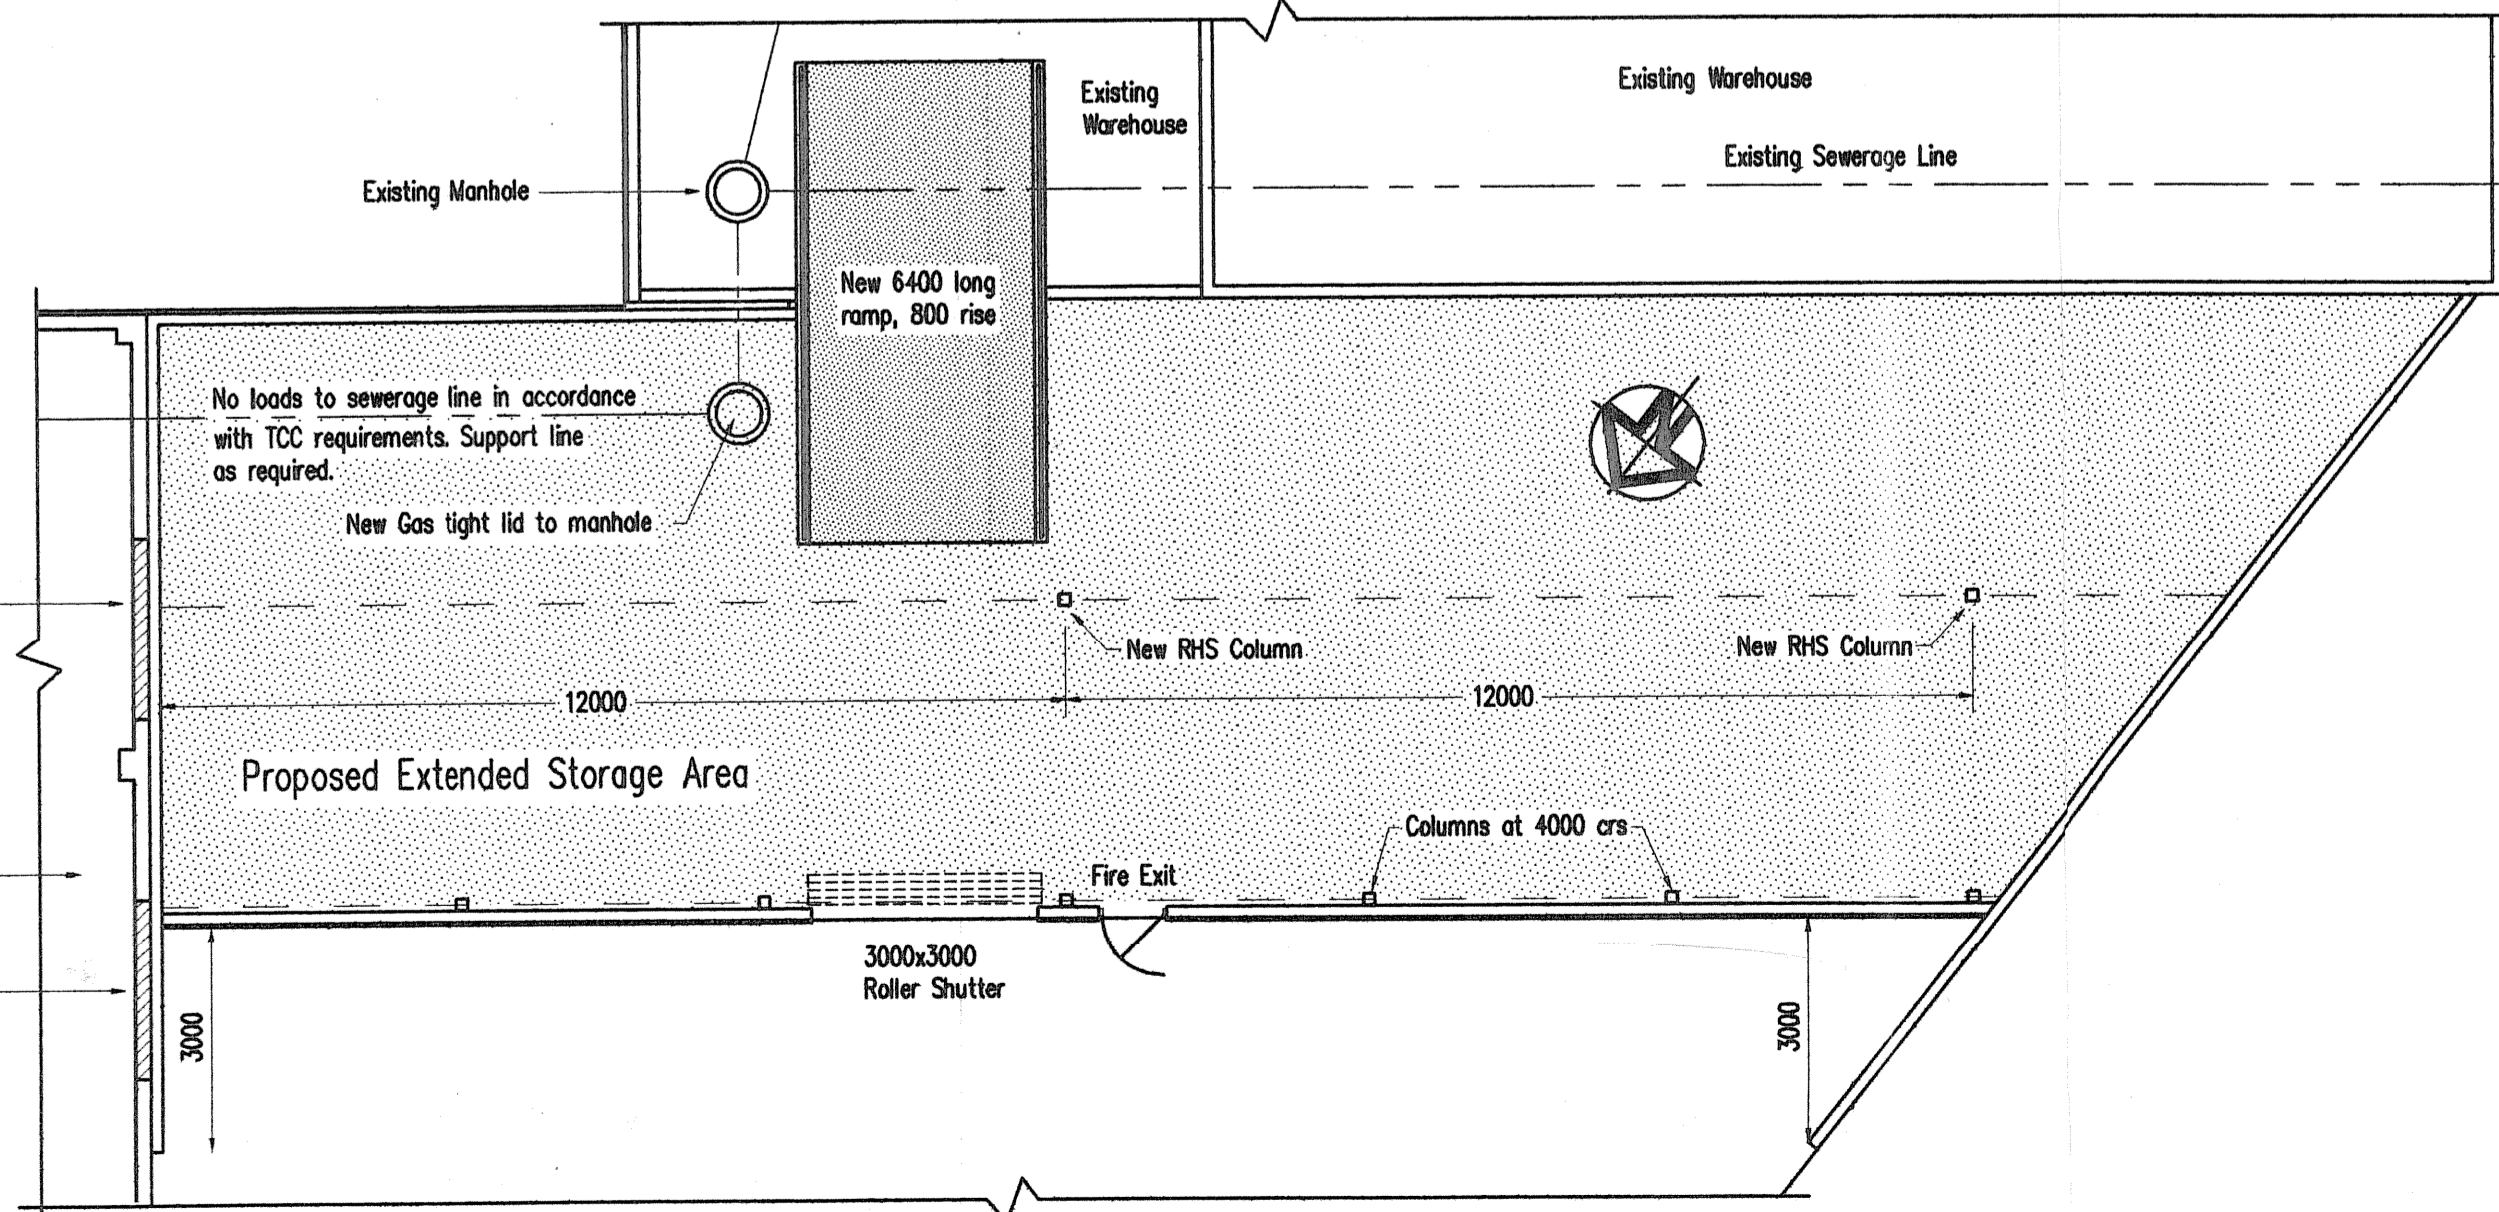 Existing Warehouse
Existing
Warehouse
Existing Sewerage Line
Existing Manhole
New 6400 long
ramp, 800 rise
No loads to sewerage line in accordance
with TCC requirements. Support line
as required.
New Gas tight lid to manhole
New RHS Column
New RHS Column
12000
12000
Proposed Extended Storage Area
Columns at 4000 crs
Fire Exit
3000x3000
Roller Shutter
3000
3000